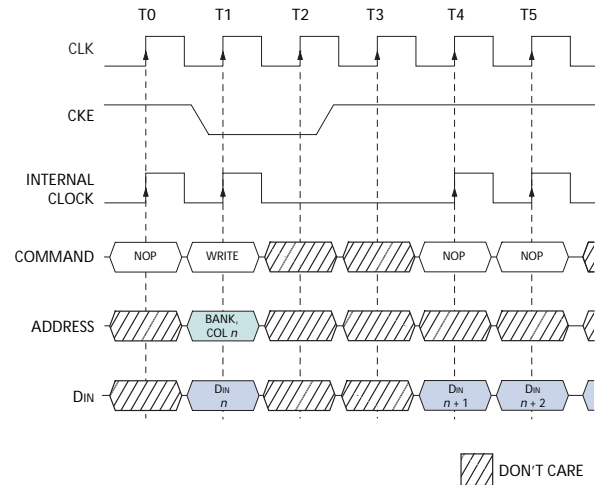 T0 T1 T2 T3 T4 T5
CLK
CKE
INTERNAL
CLOCK
COMMAND NOP WRITE NOP NOP
ADDRESS BANK,
COL n
DIN DIN
n DIN
n + 1 DIN
n + 2
DON'T CARE